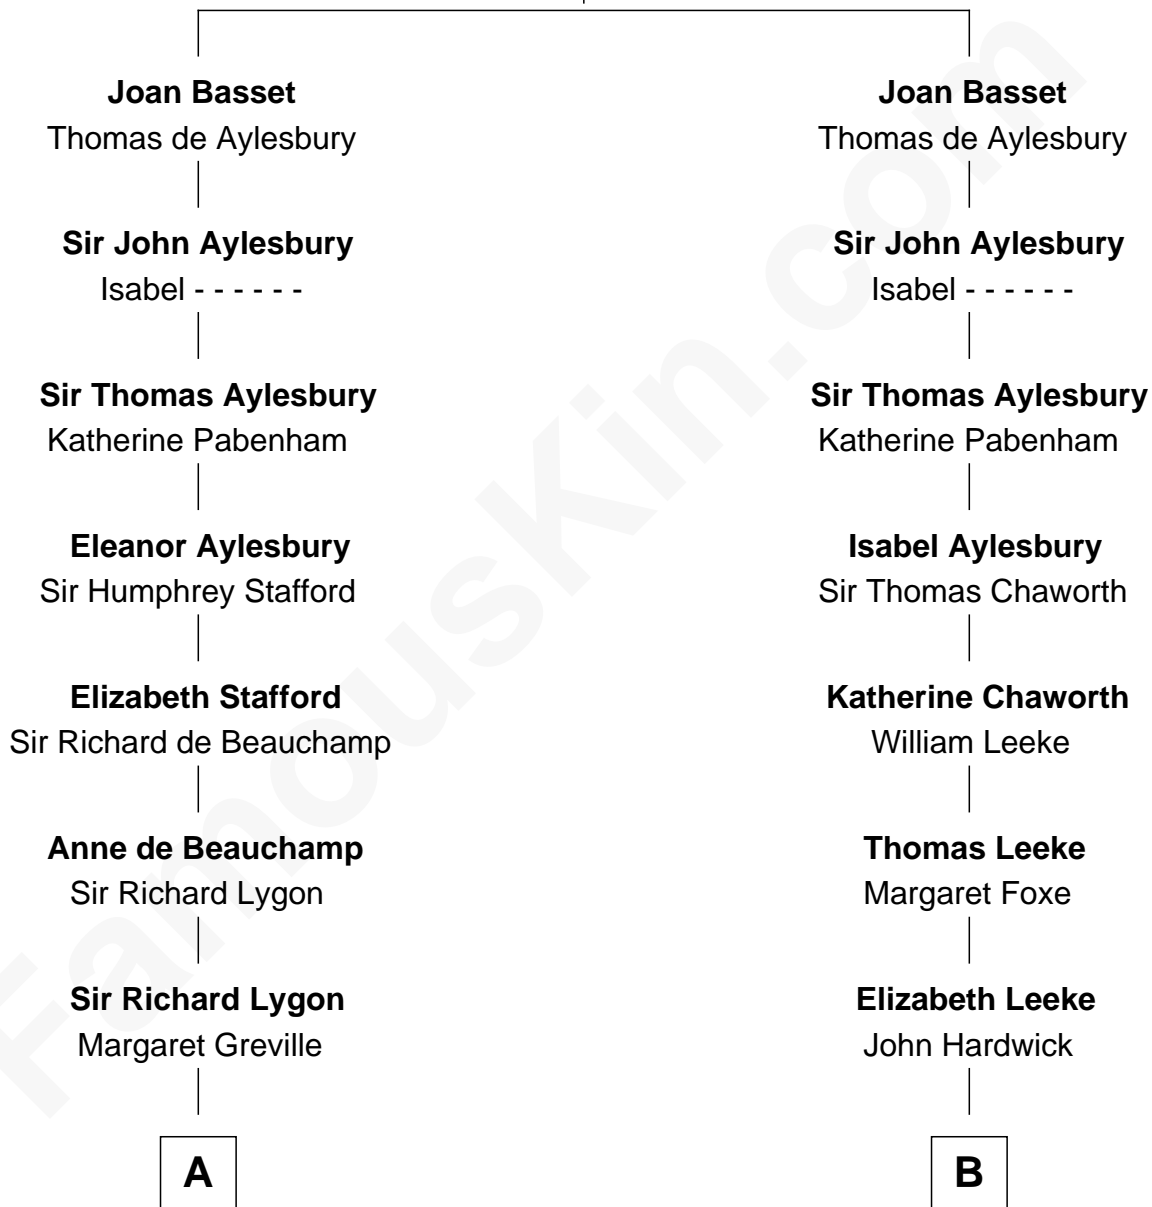 Joan Basset
Thomas de Aylesbury
Sir John Aylesbury
Isabel - - - - - -
Sir Thomas Aylesbury
Katherine Pabenham
Eleanor Aylesbury
Sir Humphrey Stafford
Elizabeth Stafford
Sir Richard de Beauchamp
Anne de Beauchamp
Sir Richard Lygon
Sir Richard Lygon
Margaret Greville
A
Joan Basset
Thomas de Aylesbury
Sir John Aylesbury
Isabel - - - - - -
Sir Thomas Aylesbury
Katherine Pabenham
Isabel Aylesbury
Sir Thomas Chaworth
Katherine Chaworth
William Leeke
Thomas Leeke
Margaret Foxe
Elizabeth Leeke
John Hardwick
B
FamousKin.com